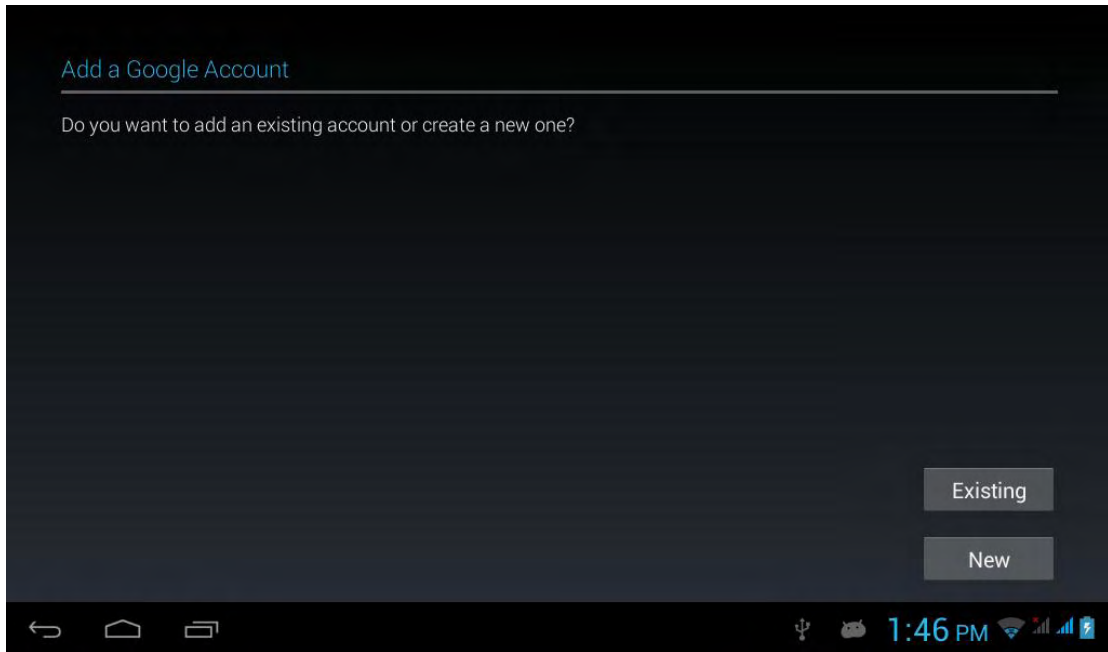 Add a Google Account
Do you want to add an existing account or create a new one?
Existing
New
1:46 PM